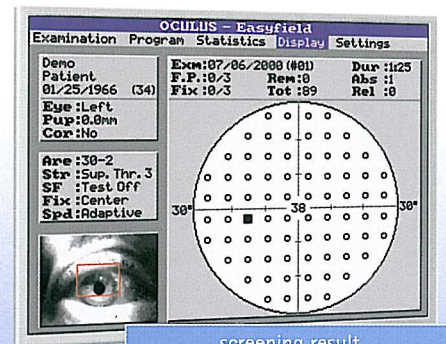 OCULUS - Easyfield
Examination Program Statistics Display Settings
Demo
Patient
01/25/1966 (34)
Eye :Left
Pup:0.0mm
Cor:No
Are :30-2
Str :Sup. Thr. 3
SF :Test Off
Fix :Center
Spd:Adaptive
Exm:07/06/2000 (#01) Dur :1:25
F.P.:0/3 Rem:0 Abs :1
Fix :0/3 Tot :89 Rel :0
30° 38 30°
screening result